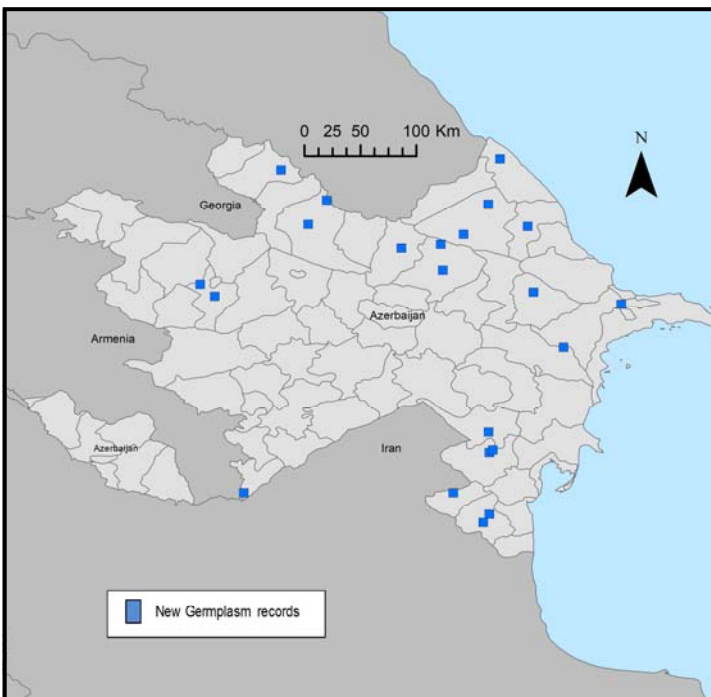 0 25 50 100 Km
N
Georgia
Azerbaijan
Armenia
Azerbaijan
Iran
New Germplasm records